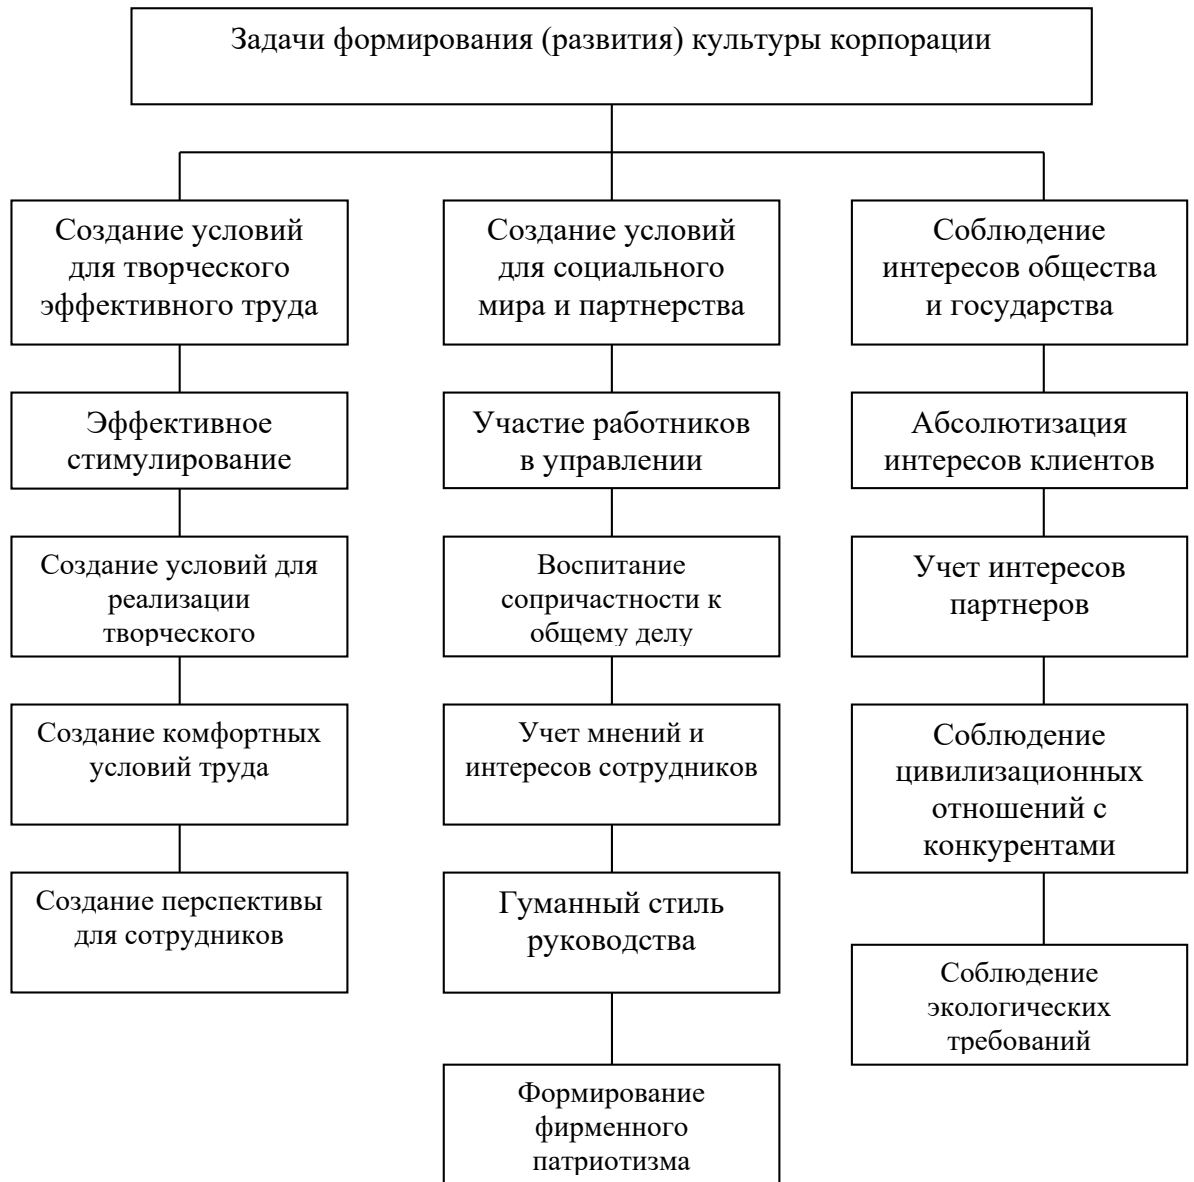 Задачи формирования (развития) культуры корпорации
Создание условий
для творческого
эффективного труда
Эффективное
стимулирование
Создание условий для
реализации
творческого
Создание комфортных
условий труда
Создание перспективы
для сотрудников
Создание условий
для социального
мира и партнерства
Участие работников
в управлении
Воспитание
сопричастности к
общему делу
Учет мнений и
интересов сотрудников
Гуманный стиль
руководства
Формирование
фирменного
патриотизма
Соблюдение
интересов общества
и государства
Абсолютизация
интересов клиентов
Учет интересов
партнеров
Соблюдение
цивилизационных
отношений с
конкурентами
Соблюдение
экологических
требований